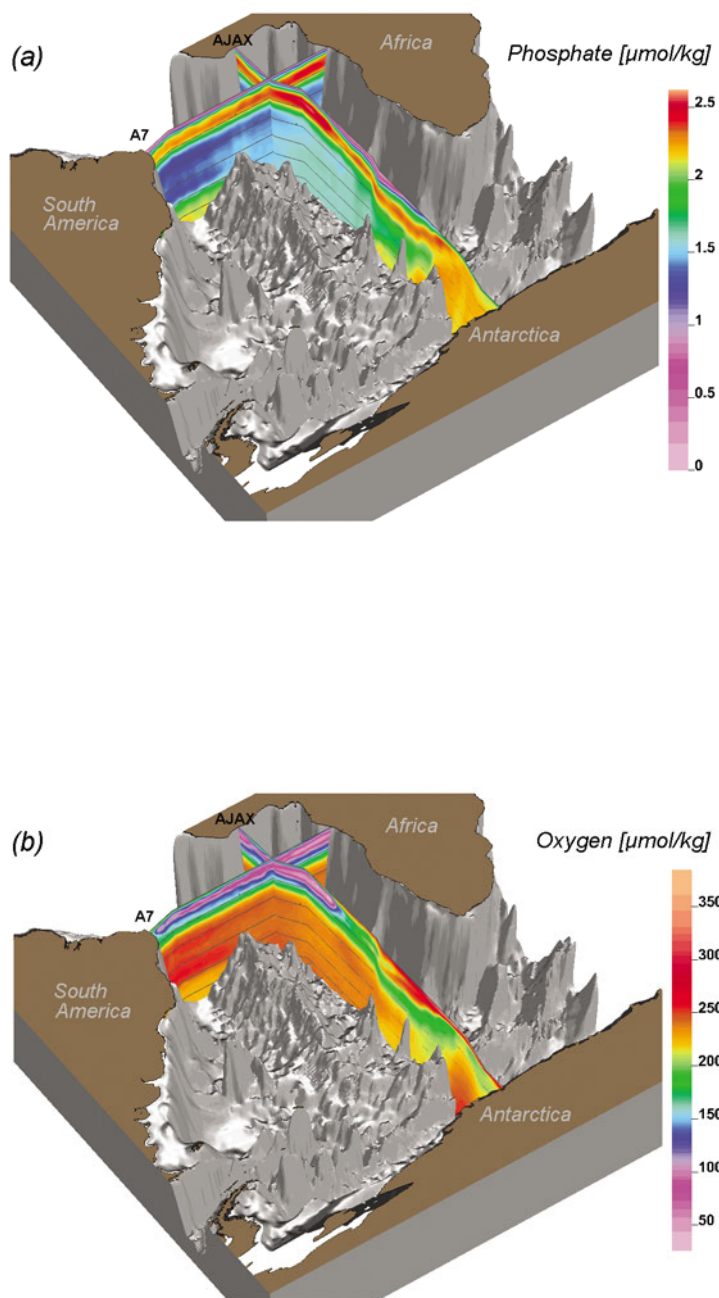 AJAX
Africa
(a)
Phosphate [µmol/kg]
A7
South
America
Antarctica
2.5
2
1.5
1
0.5
0
AJAX
Africa
(b)
Oxygen [µmol/kg]
A7
South
America
Antarctica
350
300
250
200
150
100
50